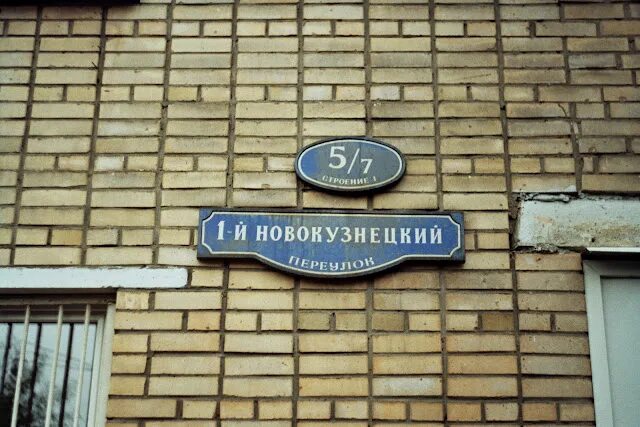 5/7
СТРОЕНИЕ 1
1-Й НОВОКУЗНЕЦКИЙ
ПЕРЕУЛОК